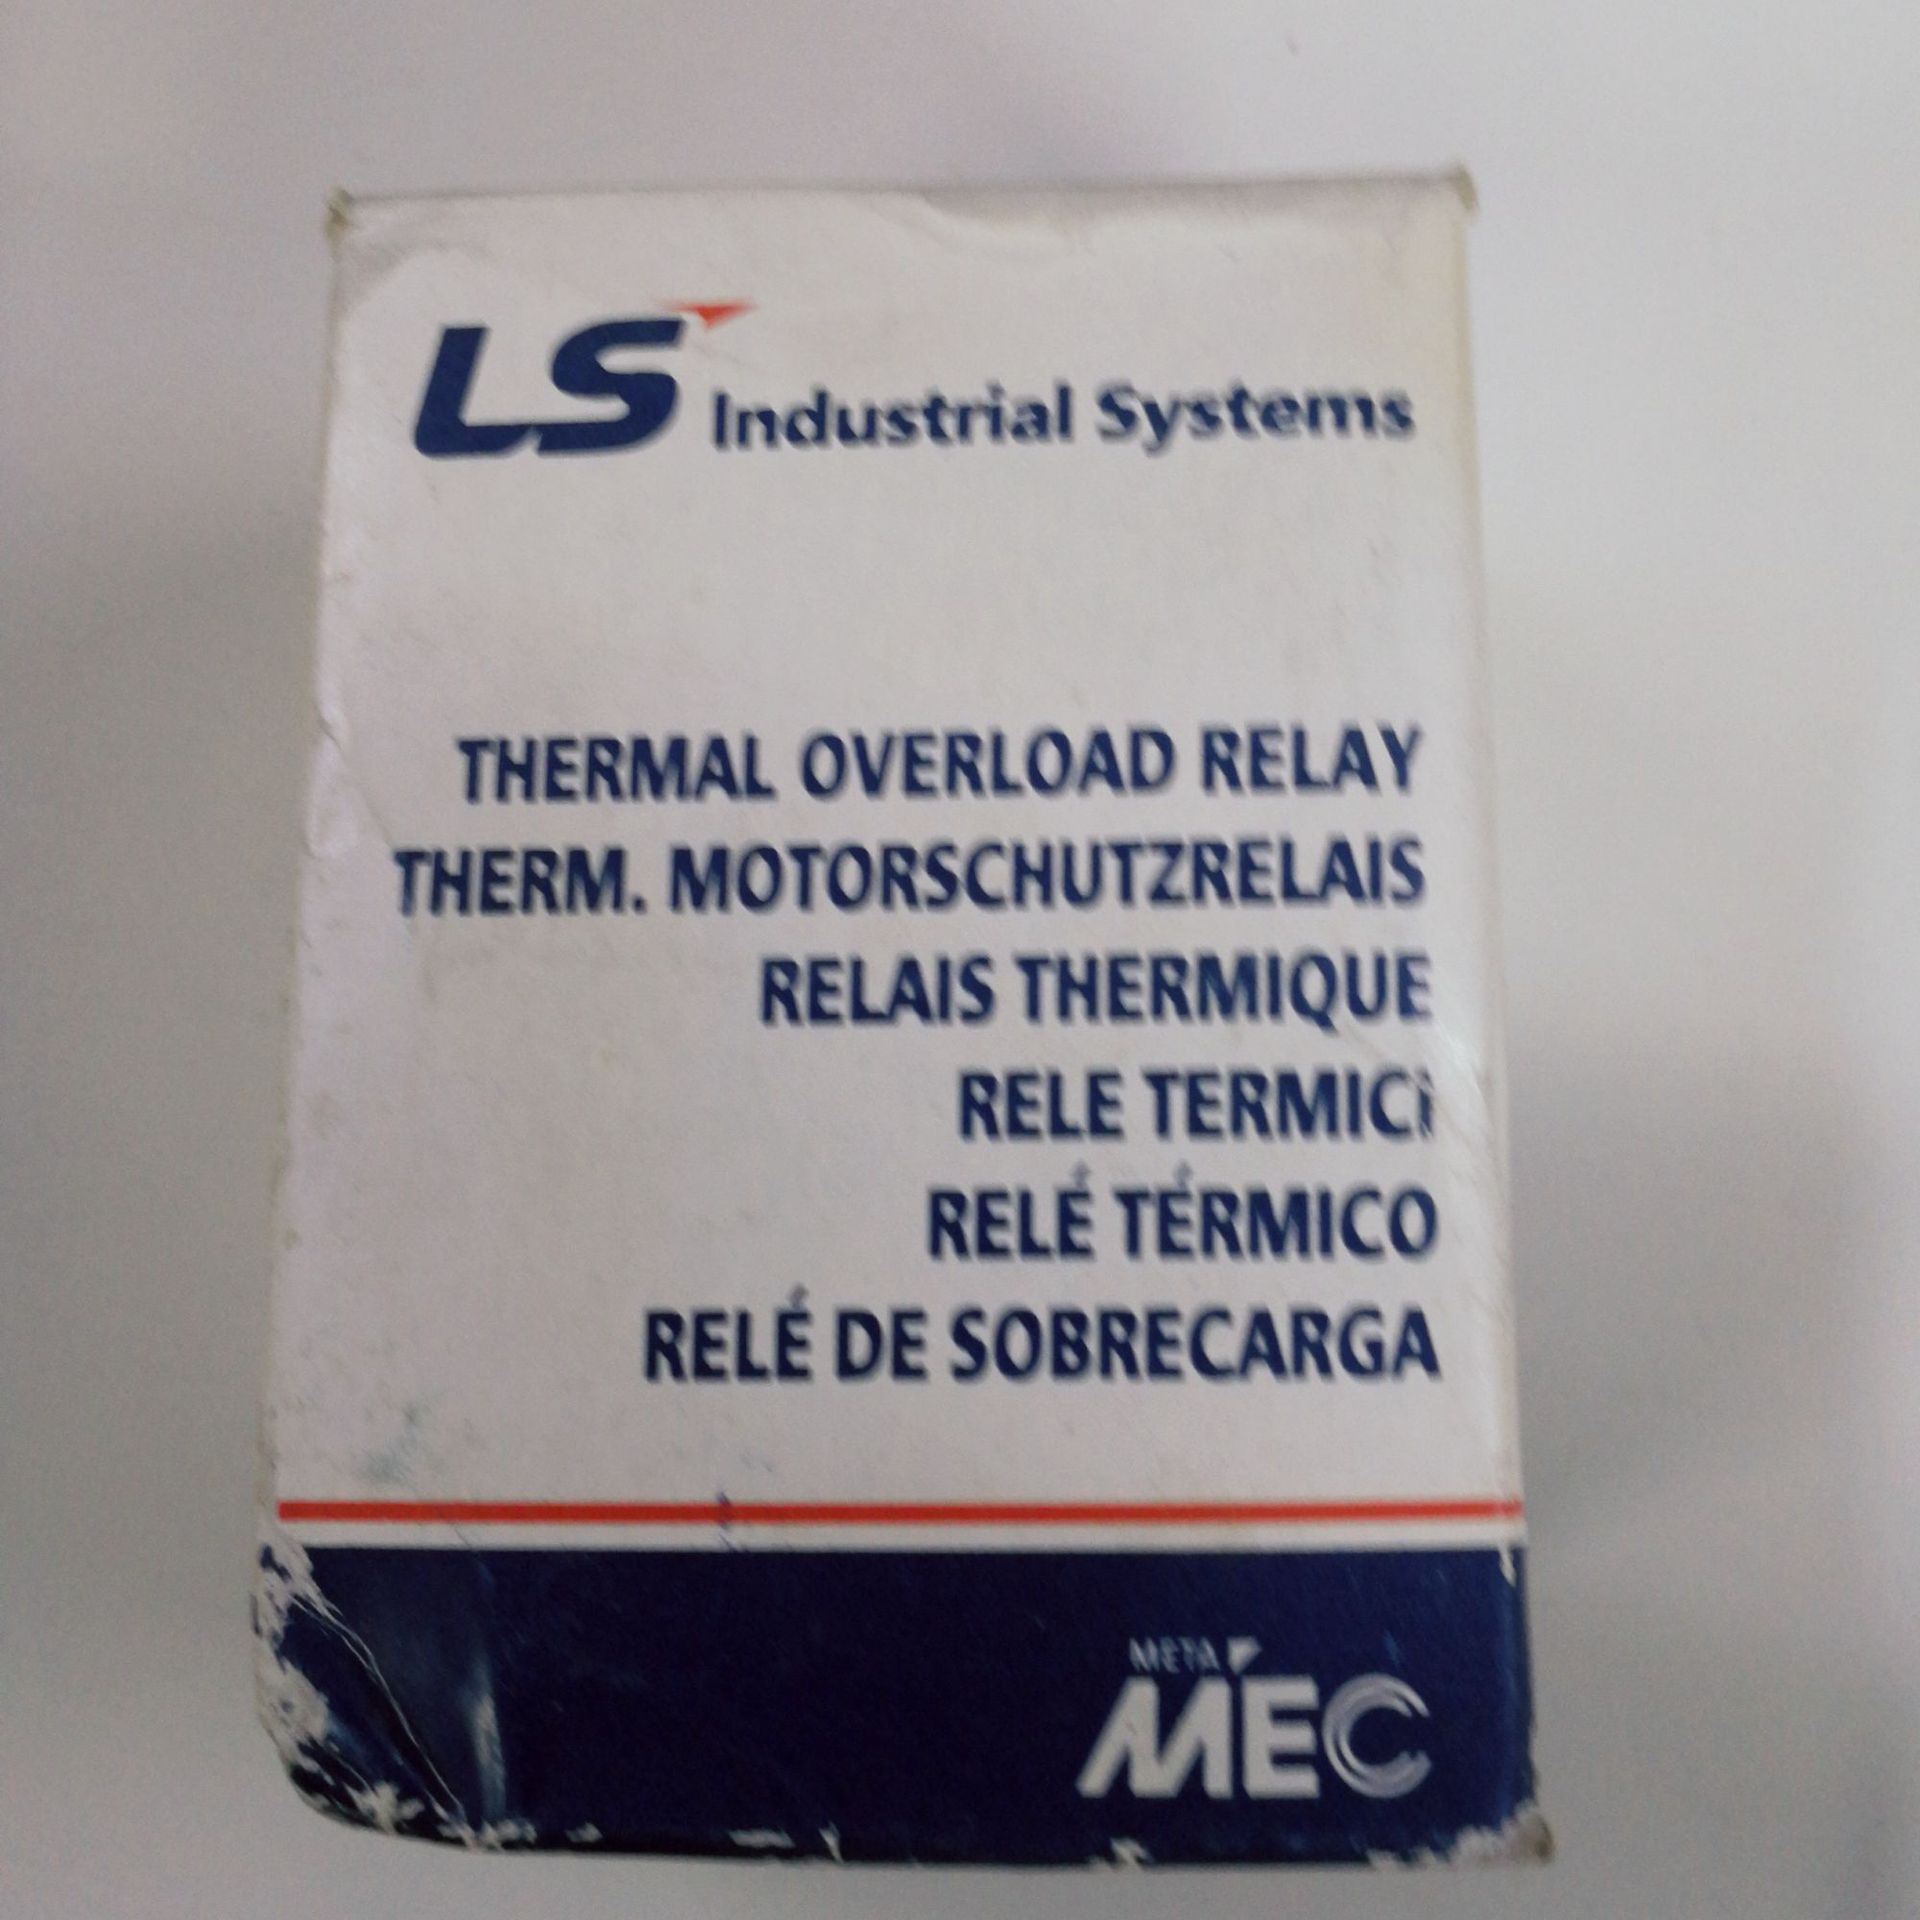 LS Industrial Systems
THERMAL OVERLOAD RELAY
THERM. MOTORSCHUTZRELAIS
RELAIS THERMIQUE
RELE TERMICi
RELÉ TÉRMICO
RELÉ DE SOBRECARGA
META
MEC